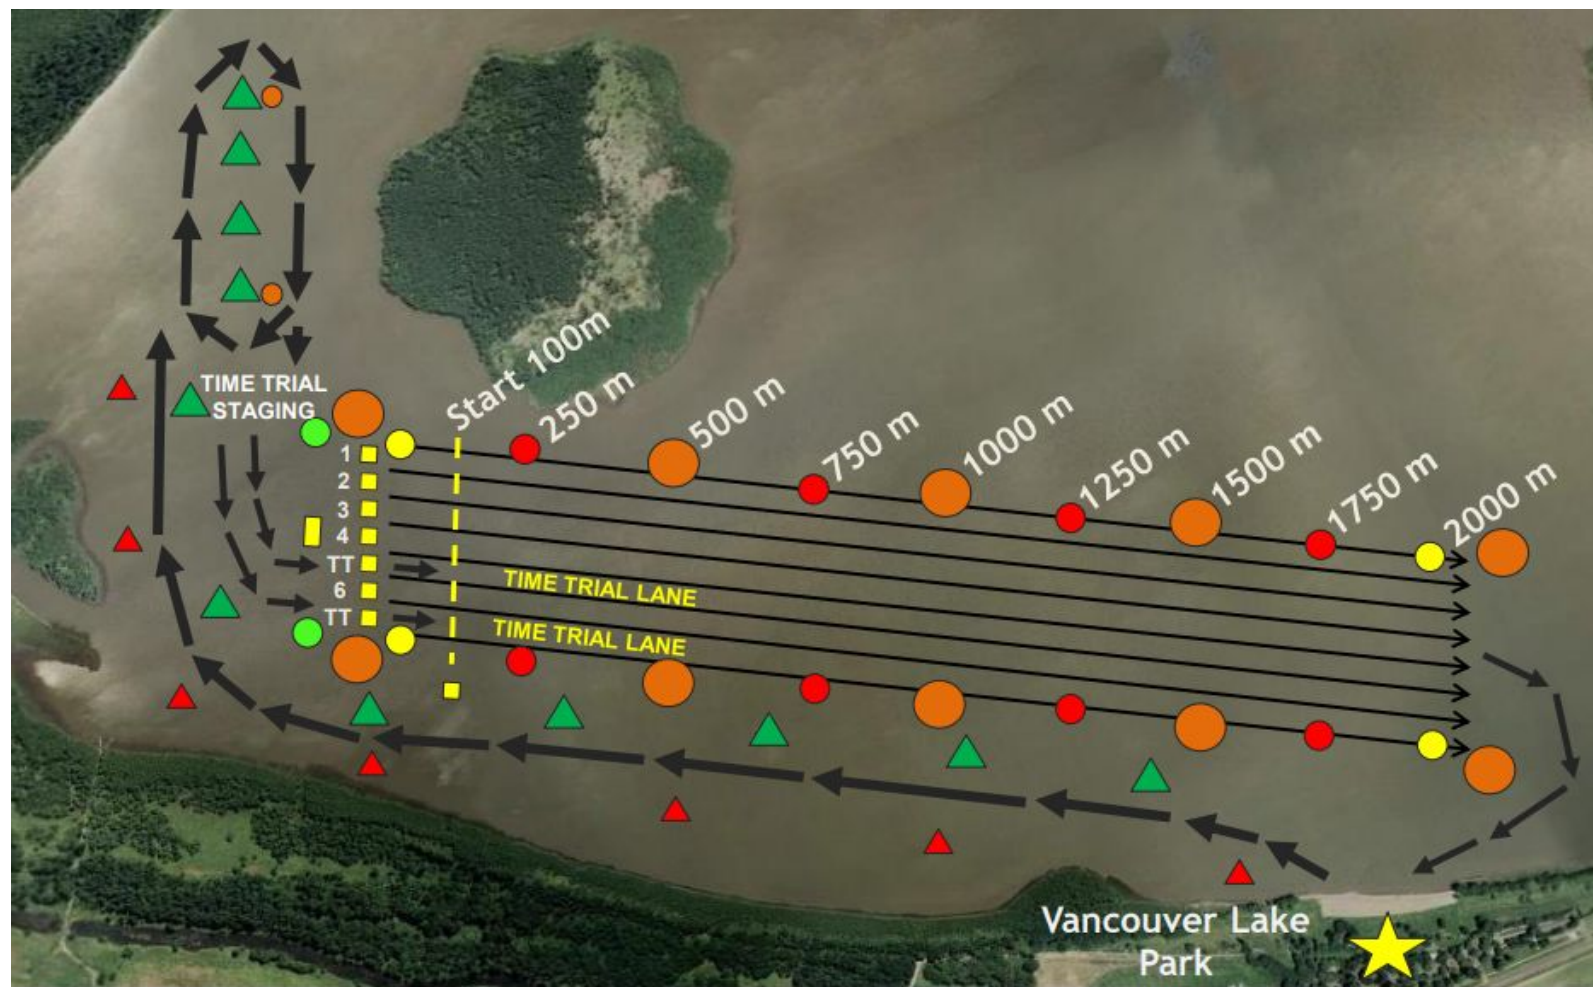 TIME TRIAL
STAGING
Start 100m
250 m
500 m
750 m
1000 m
1250 m
1500 m
1750 m
2000 m
1
2
3
4
TT
6
TT
TIME TRIAL LANE
TIME TRIAL LANE
Vancouver Lake
Park